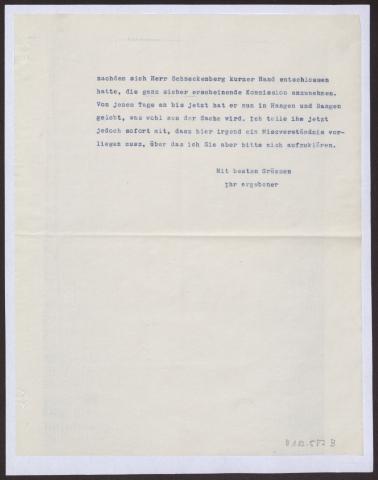 nachdem sich Herr Schneckenberg kurzer Hand entschlossen
hatte, die ganz sicher erscheinende Kommission anzunehmen.
Von jenem Tage an bis jetzt hat er nun in Hangen und Bangen
gelebt, was wohl aus der Sache wird. Ich teile ihm jetzt
jedoch sofort mit, dass hier irgend ein Missverständnis vor-
liegen muss, über das ich Sie aber bitte mich aufzuklären.
Mit besten Grüssen
Ihr ergebener